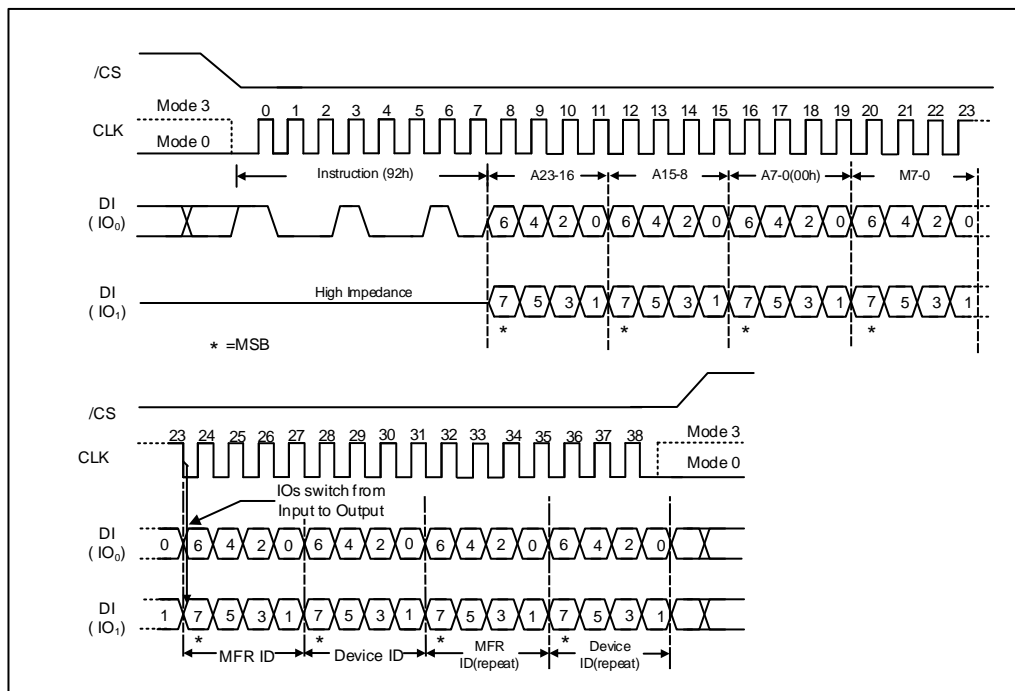 /CS
Mode 3
0 1 2 3 4 5 6 7 8 9 10 11 12 13 14 15 16 17 18 19 20 21 22 23
CLK
Mode 0
Instruction (92h) A23-16 A15-8 A7-0(00h) M7-0
DI
( IO₀)
6 4 2 0 6 4 2 0 6 4 2 0 6 4 2 0
High Impedance
DI
( IO₁)
7 5 3 1 7 5 3 1 7 5 3 1 7 5 3 1
* * * *
* =MSB
/CS
23 24 25 26 27 28 29 30 31 32 33 34 35 36 37 38
Mode 3
CLK
Mode 0
IOs switch from
Input to Output
DI
( IO₀)
0 6 4 2 0 6 4 2 0 6 4 2 0 6 4 2 0
DI
( IO₁)
1 7 5 3 1 7 5 3 1 7 5 3 1 7 5 3 1
* * * *
MFR ID Device ID MFR
ID(repeat)
Device
ID(repeat)